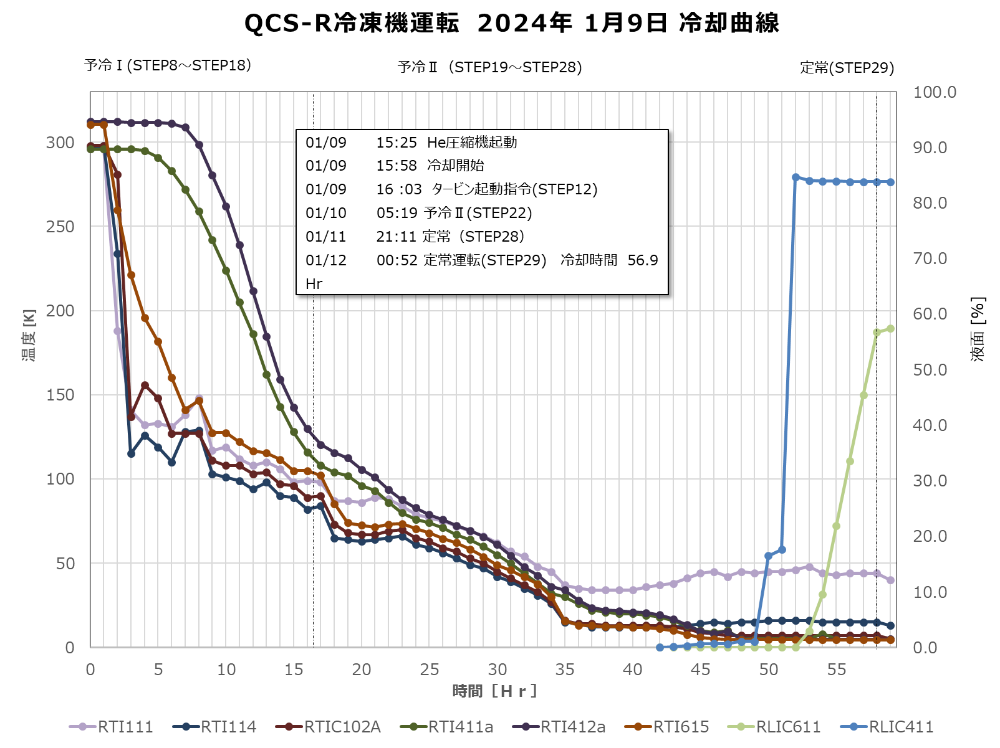 QCS-R冷凍機運転 2024年 1月9日 冷却曲線
予冷Ⅰ(STEP8～STEP18）
予冷Ⅱ（STEP19～STEP28)
定常(STEP29)
01/09 15:25 He圧縮機起動
01/09 15:58 冷却開始
01/09 16 :03 タービン起動指令(STEP12)
01/10 05:19 予冷Ⅱ(STEP22)
01/11 21:11 定常（STEP28）
01/12 00:52 定常運転(STEP29) 冷却時間 56.9
Hr
温度 [K]
300
250
200
150
100
50
0
液面 [%]
100.0
90.0
80.0
70.0
60.0
50.0
40.0
30.0
20.0
10.0
0.0
0 5 10 15 20 25 30 35 40 45 50 55
時間［Ｈｒ］
RTI111 RTI114 RTIC102A RTI411a RTI412a RTI615 RLIC611 RLIC411